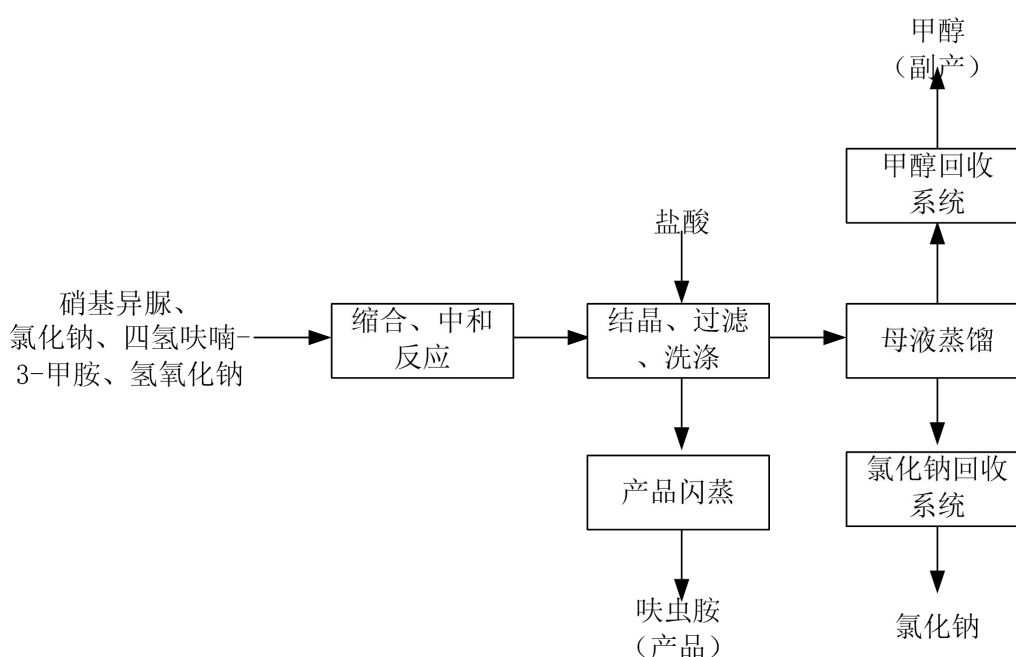 甲醇
（副产）
甲醇回收
系统
盐酸
硝基异脲、
氯化钠、四氢呋喃-
3-甲胺、氢氧化钠
缩合、中和
反应
结晶、过滤
、洗涤
母液蒸馏
产品闪蒸
氯化钠回收
系统
呋虫胺
（产品）
氯化钠